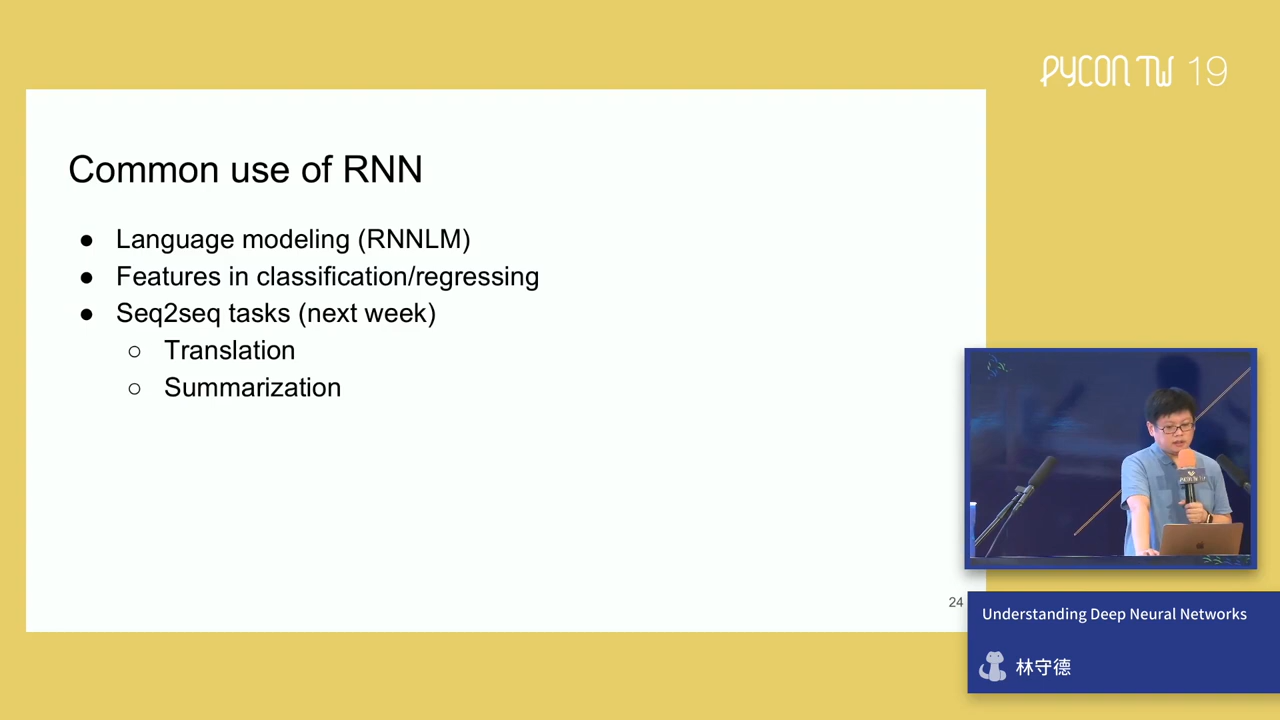 PYCON TW 19
Common use of RNN
● Language modeling (RNNLM)
● Features in classification/regressing
● Seq2seq tasks (next week)
○ Translation
○ Summarization
24
Understanding Deep Neural Networks
林守德